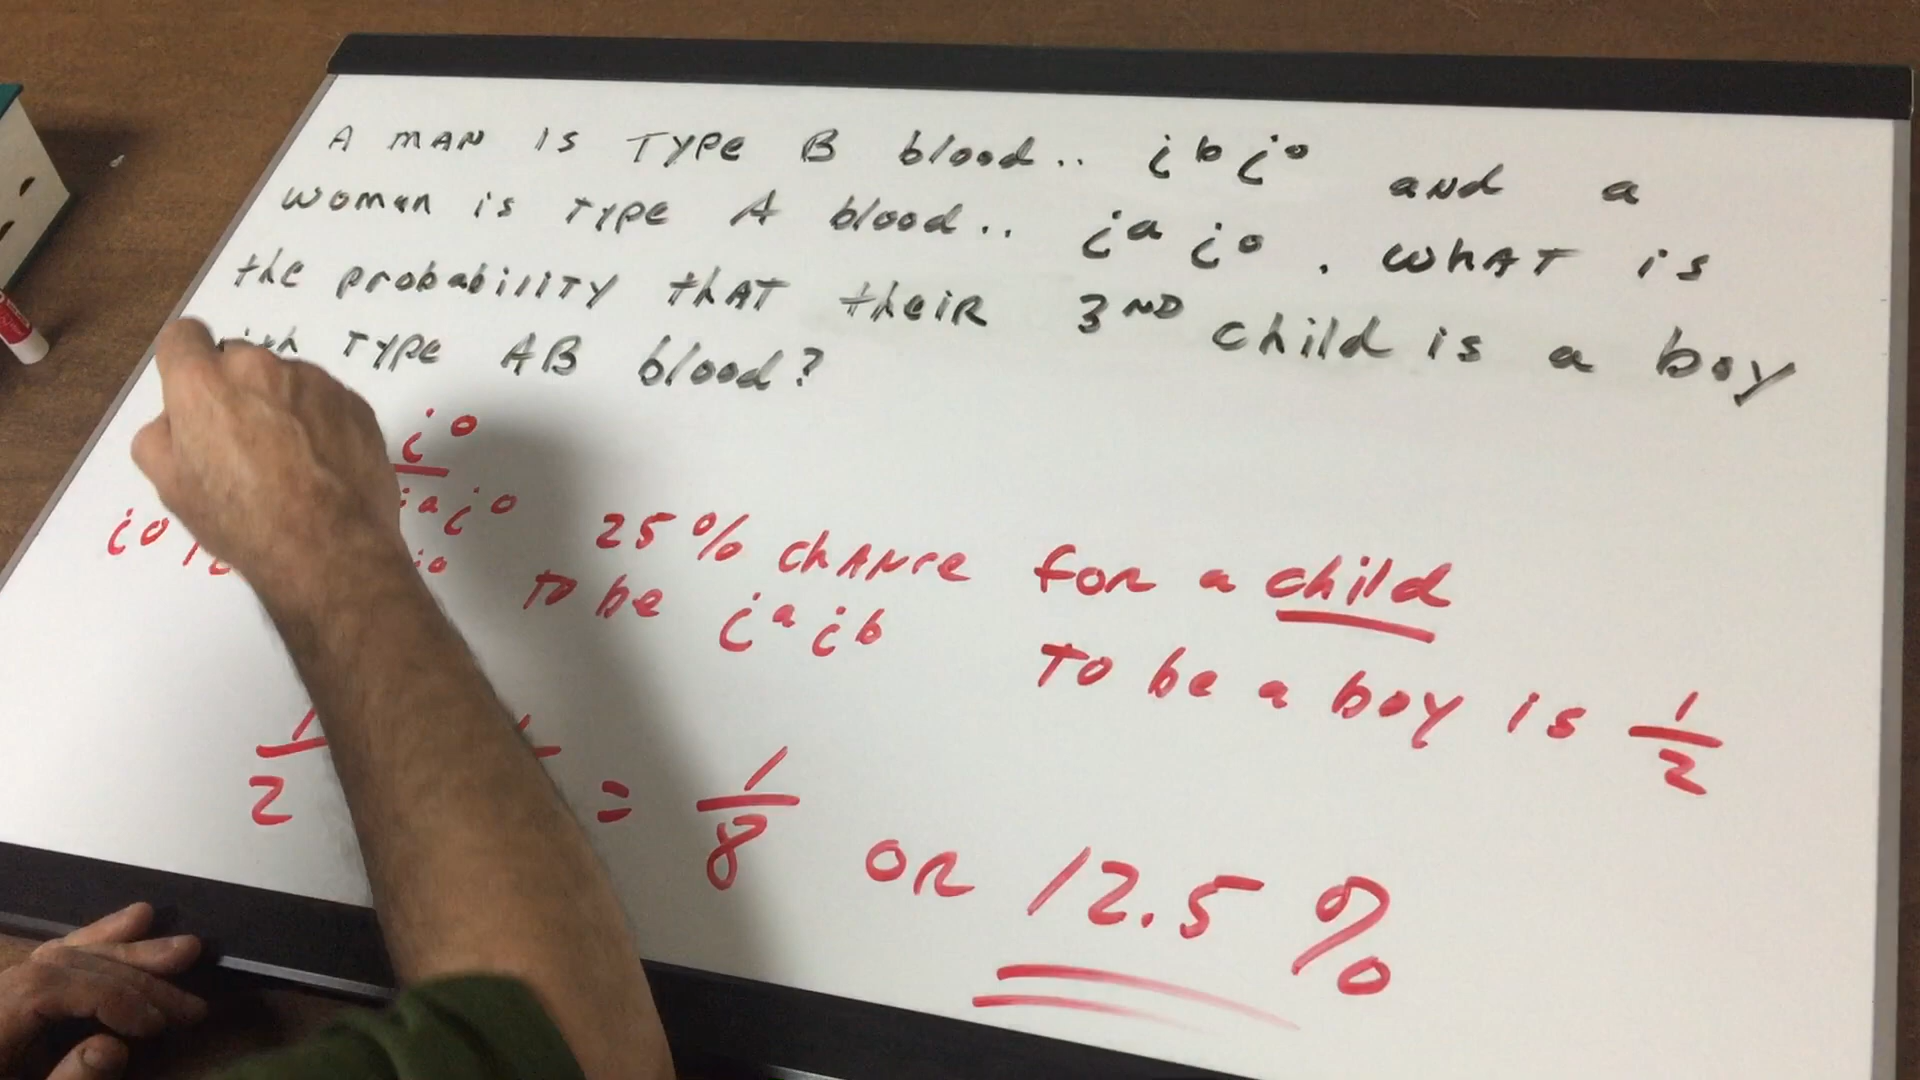 A MAN IS TYPE B blood.. i^b i^o and a
woman is TYPE A blood.. i^a i^o . WHAT is
the probability THAT theIR 3ND child is a boy
TYPE AB blood?
i^o
i^a i^o
i^o
25% CHANCE for a child
TO be i^a i^b
TO be a boy is 1/2
1/2 = 1/8 OR 12.5%